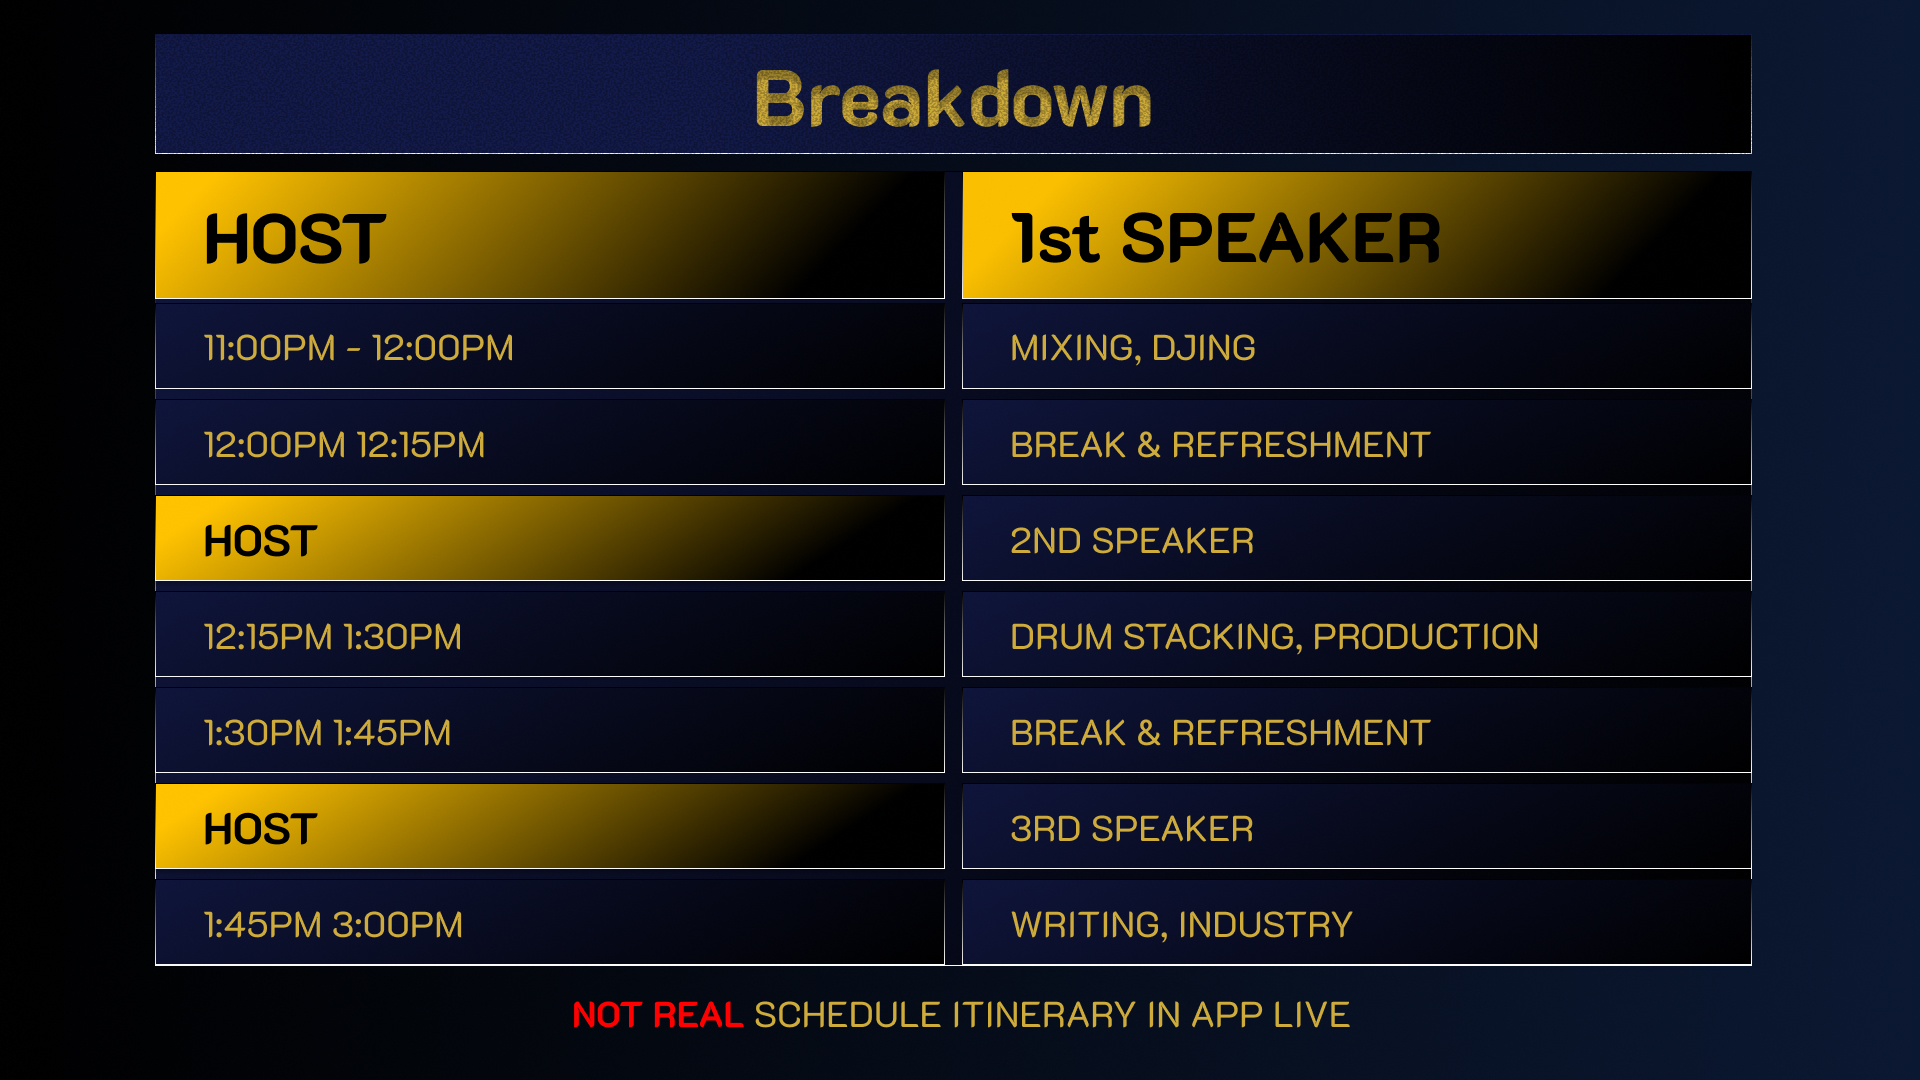 Breakdown
HOST 1st SPEAKER
11:00PM - 12:00PM MIXING, DJING
12:00PM 12:15PM BREAK & REFRESHMENT
HOST 2ND SPEAKER
12:15PM 1:30PM DRUM STACKING, PRODUCTION
1:30PM 1:45PM BREAK & REFRESHMENT
HOST 3RD SPEAKER
1:45PM 3:00PM WRITING, INDUSTRY
NOT REAL SCHEDULE ITINERARY IN APP LIVE